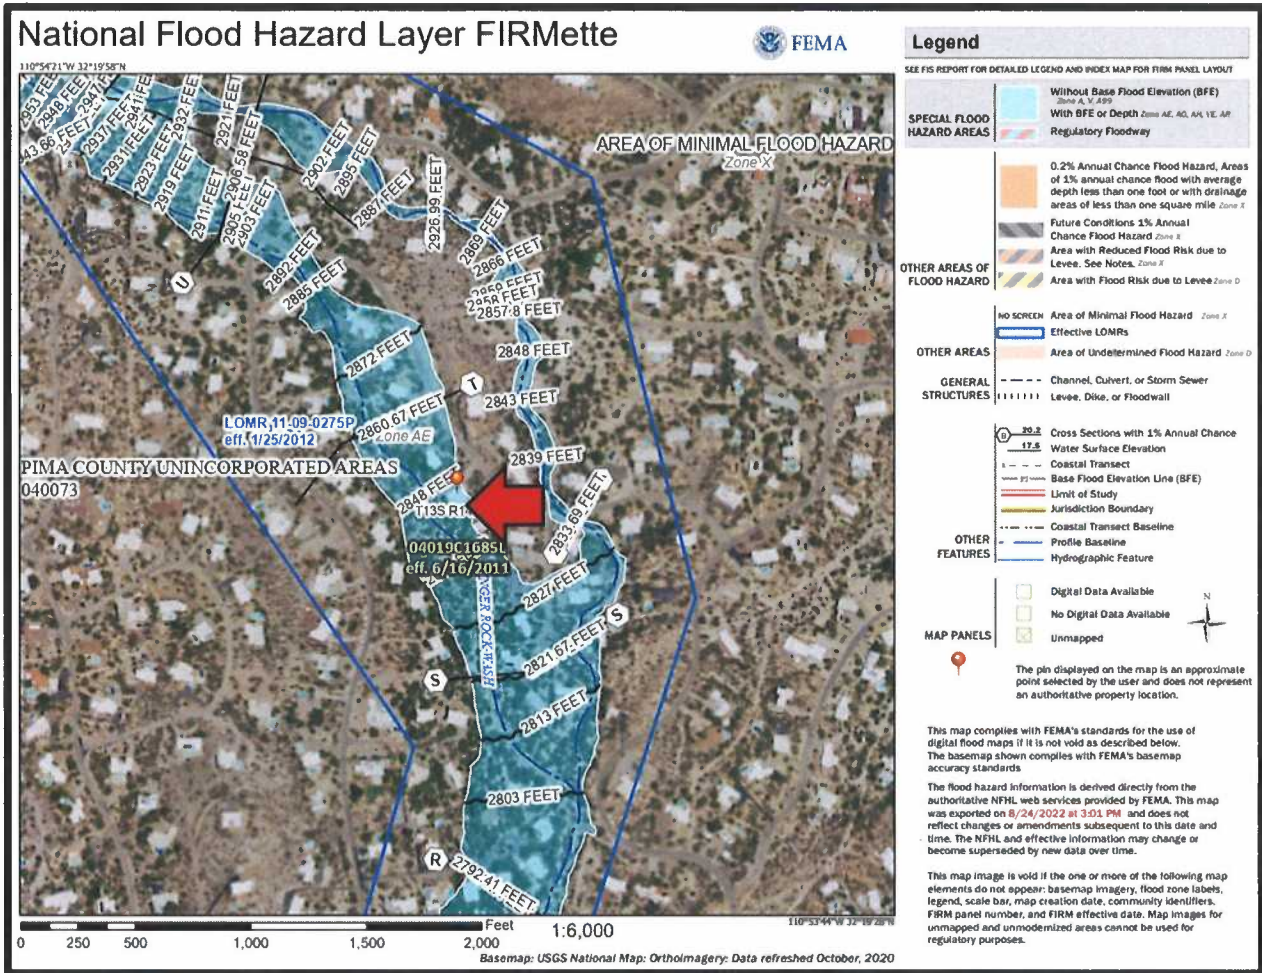 National Flood Hazard Layer FIRMette
FEMA
110°54'21"W 32°19'58"N
2953 FEET
2948 FEET
2937 FEET
2931 FEET
2923 FEET
2922 FEET
2919 FEET
2921 FEET
2911 FEET
2906.58 FEET
2905 FEET
2903 FEET
2902 FEET
2895 FEET
2887 FEET
2926.99 FEET
AREA OF MINIMAL FLOOD HAZARD
Zone X
2869 FEET
2866 FEET
2858 FEET
2857.8 FEET
U
2892 FEET
2885 FEET
2872 FEET
2848 FEET
T
2843 FEET
2860.67 FEET
LOMR 11-09-0275P
eff. 1/25/2012
Zone AE
PIMA COUNTY UNINCORPORATED AREAS
040073
2839 FEET
2848 FEET
T13S R1
2833.69 FEET
04019C1685L
eff. 6/16/2011
2827 FEET
S
2821.67 FEET
S
ROCK WASH
2813 FEET
2803 FEET
R
2792.41 FEET
110°53'44"W 32°19'28"N
Feet
1:6,000
0 250 500 1,000 1,500 2,000
Basemap: USGS National Map: Orthoimagery: Data refreshed October, 2020
Legend
SEE FIS REPORT FOR DETAILED LEGEND AND INDEX MAP FOR FIRM PANEL LAYOUT
SPECIAL FLOOD
HAZARD AREAS
Without Base Flood Elevation (BFE)
Zone A, V, A99
With BFE or Depth Zone AE, AO, AH, VE, AR
Regulatory Floodway
OTHER AREAS OF
FLOOD HAZARD
0.2% Annual Chance Flood Hazard, Areas
of 1% annual chance flood with average
depth less than one foot or with drainage
areas of less than one square mile Zone X
Future Conditions 1% Annual
Chance Flood Hazard Zone X
Area with Reduced Flood Risk due to
Levee. See Notes. Zone X
Area with Flood Risk due to Levee Zone D
OTHER AREAS
NO SCREEN Area of Minimal Flood Hazard Zone X
Effective LOMRs
Area of Undetermined Flood Hazard Zone D
GENERAL
STRUCTURES
Channel, Culvert, or Storm Sewer
Levee, Dike, or Floodwall
OTHER
FEATURES
B 20.2 Cross Sections with 1% Annual Chance
17.5 Water Surface Elevation
Coastal Transect
Base Flood Elevation Line (BFE)
Limit of Study
Jurisdiction Boundary
Coastal Transect Baseline
Profile Baseline
Hydrographic Feature
MAP PANELS
Digital Data Available
No Digital Data Available
Unmapped
N
The pin displayed on the map is an approximate
point selected by the user and does not represent
an authoritative property location.
This map complies with FEMA's standards for the use of
digital flood maps if it is not void as described below.
The basemap shown complies with FEMA's basemap
accuracy standards
The flood hazard information is derived directly from the
authoritative NFHL web services provided by FEMA. This map
was exported on 8/24/2022 at 3:01 PM and does not
reflect changes or amendments subsequent to this date and
time. The NFHL and effective information may change or
become superseded by new data over time.
This map image is void if the one or more of the following map
elements do not appear: basemap imagery, flood zone labels,
legend, scale bar, map creation date, community identifiers,
FIRM panel number, and FIRM effective date. Map images for
unmapped and unmodernized areas cannot be used for
regulatory purposes.